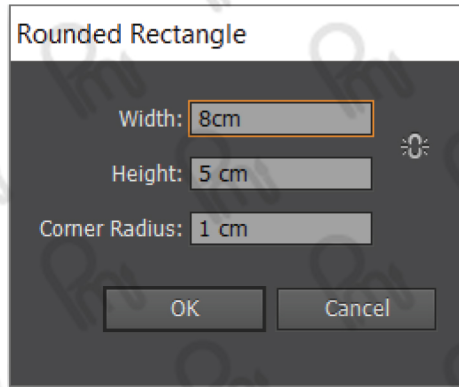 Rounded Rectangle
Width: 8cm
Height: 5 cm
Corner Radius: 1 cm
OK Cancel